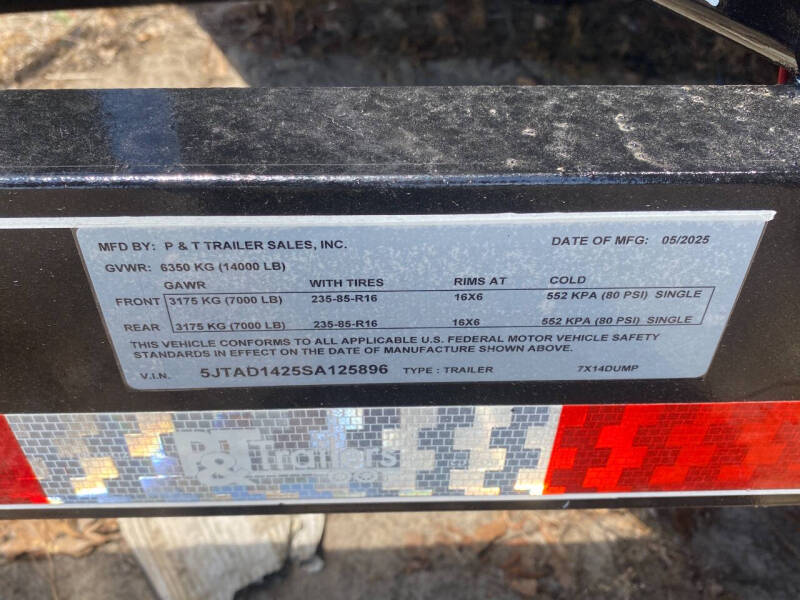 MFD BY: P & T TRAILER SALES, INC. DATE OF MFG: 05/2025
GVWR: 6350 KG (14000 LB)
GAWR WITH TIRES RIMS AT COLD
FRONT 3175 KG (7000 LB) 235-85-R16 16X6 552 KPA (80 PSI) SINGLE
REAR 3175 KG (7000 LB) 235-85-R16 16X6 552 KPA (80 PSI) SINGLE
THIS VEHICLE CONFORMS TO ALL APPLICABLE U.S. FEDERAL MOTOR VEHICLE SAFETY
STANDARDS IN EFFECT ON THE DATE OF MANUFACTURE SHOWN ABOVE.
V.I.N. 5JTAD1425SA125896 TYPE : TRAILER 7X14DUMP
P&T Trailers